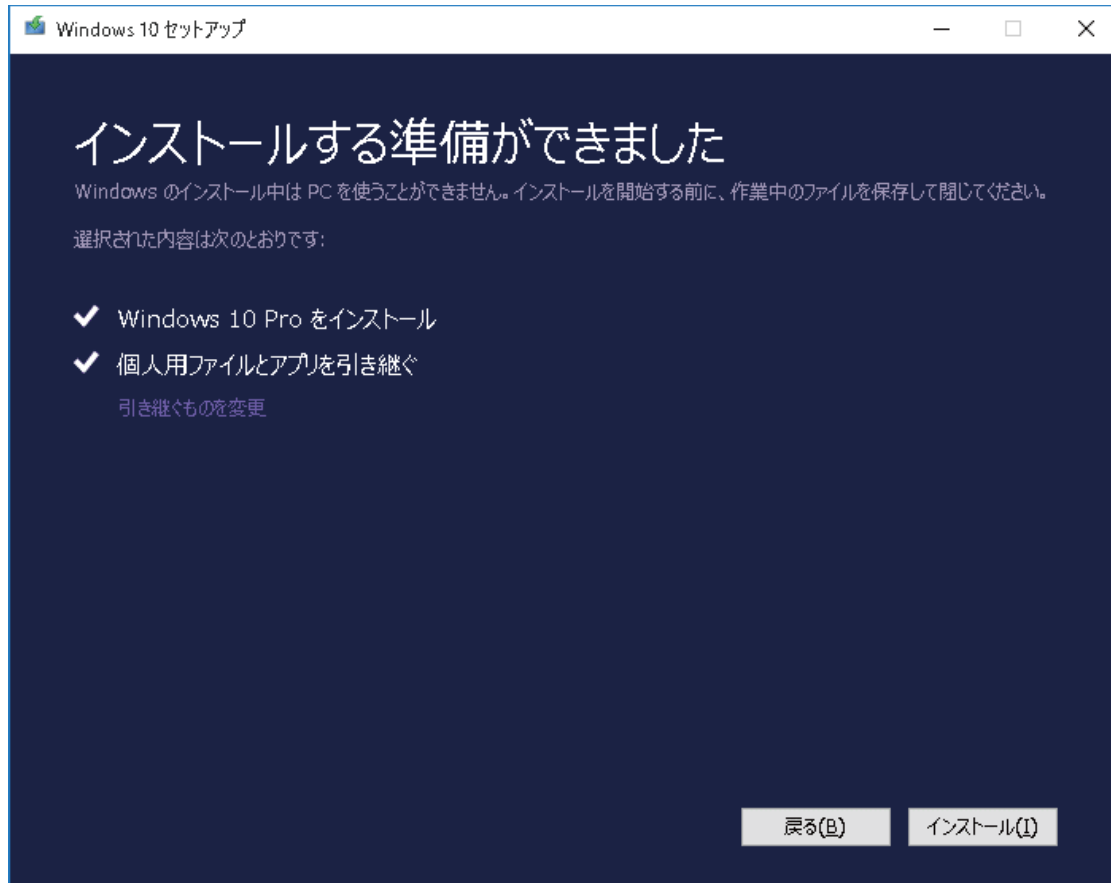 Windows 10 セットアップ
インストールする準備ができました
Windows のインストール中は PC を使うことができません。インストールを開始する前に、作業中のファイルを保存して閉じてください。
選択された内容は次のとおりです:
Windows 10 Pro をインストール
個人用ファイルとアプリを引き継ぐ
引き継ぐものを変更
戻る(B) インストール(I)